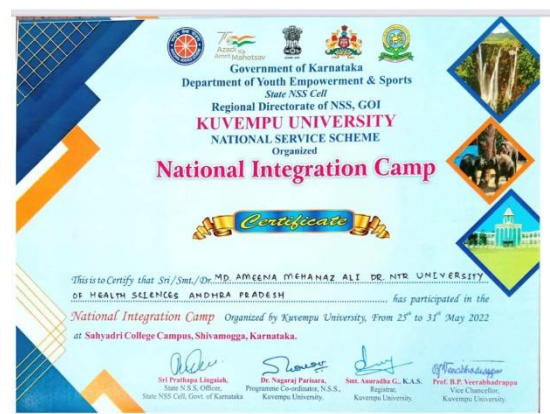 Azadi Ka
Amrit Mahotsav
Government of Karnataka
Department of Youth Empowerment & Sports
State NSS Cell
Regional Directorate of NSS, GOI
KUVEMPU UNIVERSITY
NATIONAL SERVICE SCHEME
Organized
National Integration Camp
Certificate
This is to Certify that Sri/Smt./Dr. MD. AMEENA MEHANAZ ALI DR. NTR UNIVERSITY
OF HEALTH SCIENCES ANDHRA PRADESH has participated in the
National Integration Camp Organized by Kuvempu University, From 25th to 31st May 2022
at Sahyadri College Campus, Shivamogga, Karnataka.
Sri Prathapa Lingaiah,
State N.S.S. Officer,
State NSS Cell, Govt. of Karnataka
Dr. Nagaraj Parisara,
Programme Co-ordinator, N.S.S.,
Kuvempu University.
Smt. Anuradha G., K.A.S.
Registrar,
Kuvempu University.
Prof. B.P. Veerabhadrappa
Vice Chancellor,
Kuvempu University.